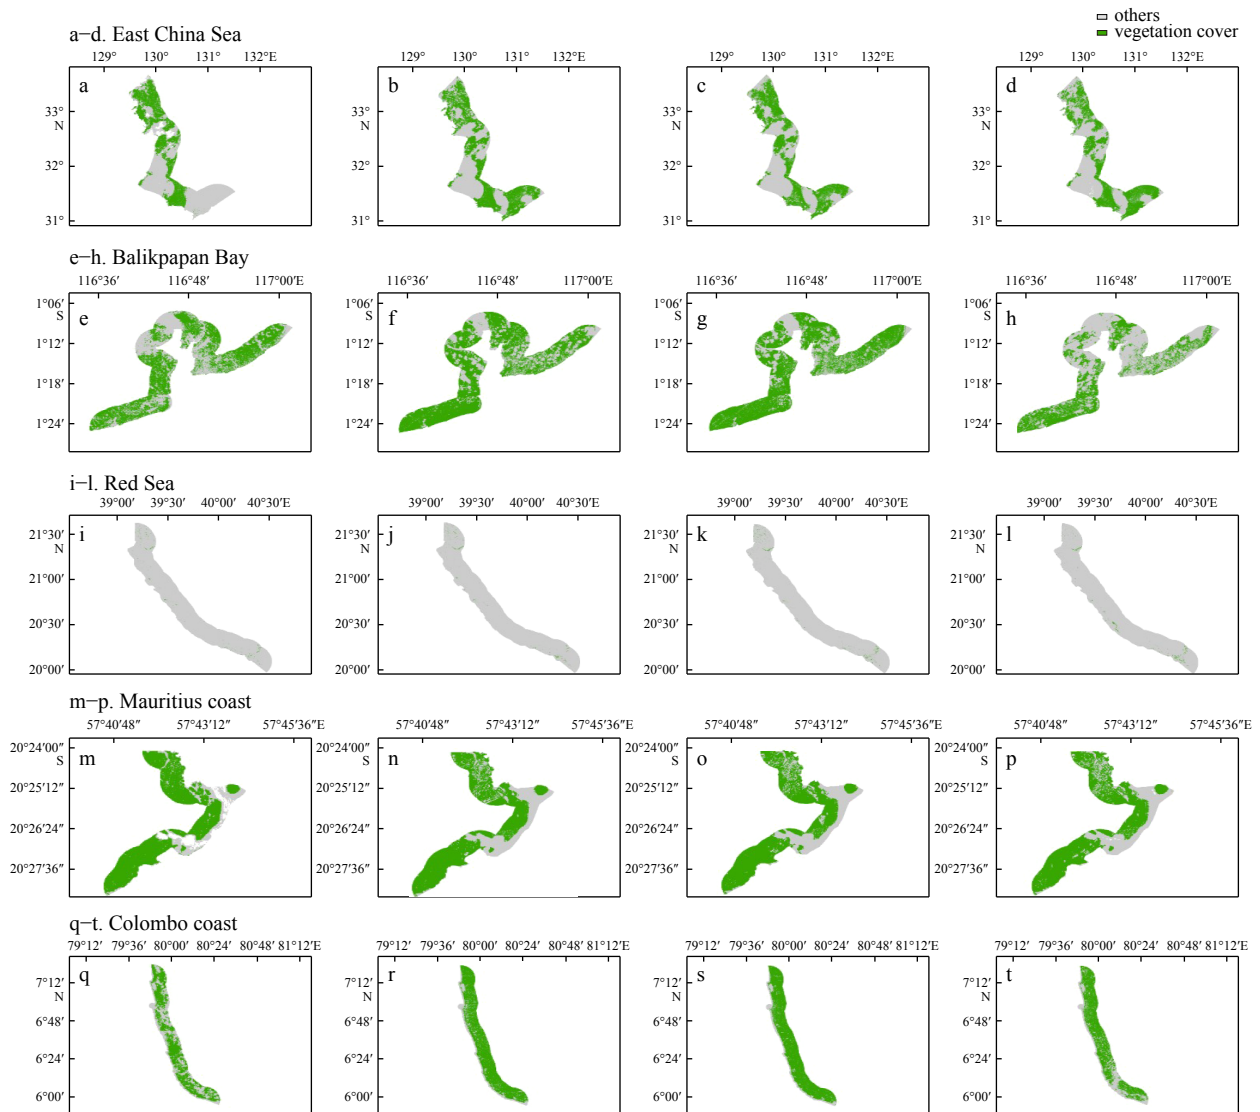 others
a–d. East China Sea
vegetation cover
129° 130° 131° 132°E 129° 130° 131° 132°E 129° 130° 131° 132°E 129° 130° 131° 132°E
a b c d
33° 33° 33° 33°
N N N N
32° 32° 32° 32°
31° 31° 31° 31°
e–h. Balikpapan Bay
116°36′ 116°48′ 117°00′E 116°36′ 116°48′ 117°00′E 116°36′ 116°48′ 117°00′E 116°36′ 116°48′ 117°00′E
1°06′ 1°06′ 1°06′ 1°06′
S S S S
e f g h
1°12′ 1°12′ 1°12′ 1°12′
1°18′ 1°18′ 1°18′ 1°18′
1°24′ 1°24′ 1°24′ 1°24′
i–l. Red Sea
39°00′ 39°30′ 40°00′ 40°30′E 39°00′ 39°30′ 40°00′ 40°30′E 39°00′ 39°30′ 40°00′ 40°30′E 39°00′ 39°30′ 40°00′ 40°30′E
21°30′ i 21°30′ j 21°30′ k 21°30′ l
N N N N
21°00′ 21°00′ 21°00′ 21°00′
20°30′ 20°30′ 20°30′ 20°30′
20°00′ 20°00′ 20°00′ 20°00′
m–p. Mauritius coast
57°40′48″ 57°43′12″ 57°45′36″E 57°40′48″ 57°43′12″ 57°45′36″E 57°40′48″ 57°43′12″ 57°45′36″E 57°40′48″ 57°43′12″ 57°45′36″E
20°24′00″ 20°24′00″ 20°24′00″ 20°24′00″
S m S n S o S p
20°25′12″ 20°25′12″ 20°25′12″ 20°25′12″
20°26′24″ 20°26′24″ 20°26′24″ 20°26′24″
20°27′36″ 20°27′36″ 20°27′36″ 20°27′36″
q–t. Colombo coast
79°12′ 79°36′ 80°00′ 80°24′ 80°48′ 81°12′E 79°12′ 79°36′ 80°00′ 80°24′ 80°48′ 81°12′E 79°12′ 79°36′ 80°00′ 80°24′ 80°48′ 81°12′E 79°12′ 79°36′ 80°00′ 80°24′ 80°48′ 81°12′E
q r s t
7°12′ 7°12′ 7°12′ 7°12′
N N N N
6°48′ 6°48′ 6°48′ 6°48′
6°24′ 6°24′ 6°24′ 6°24′
6°00′ 6°00′ 6°00′ 6°00′